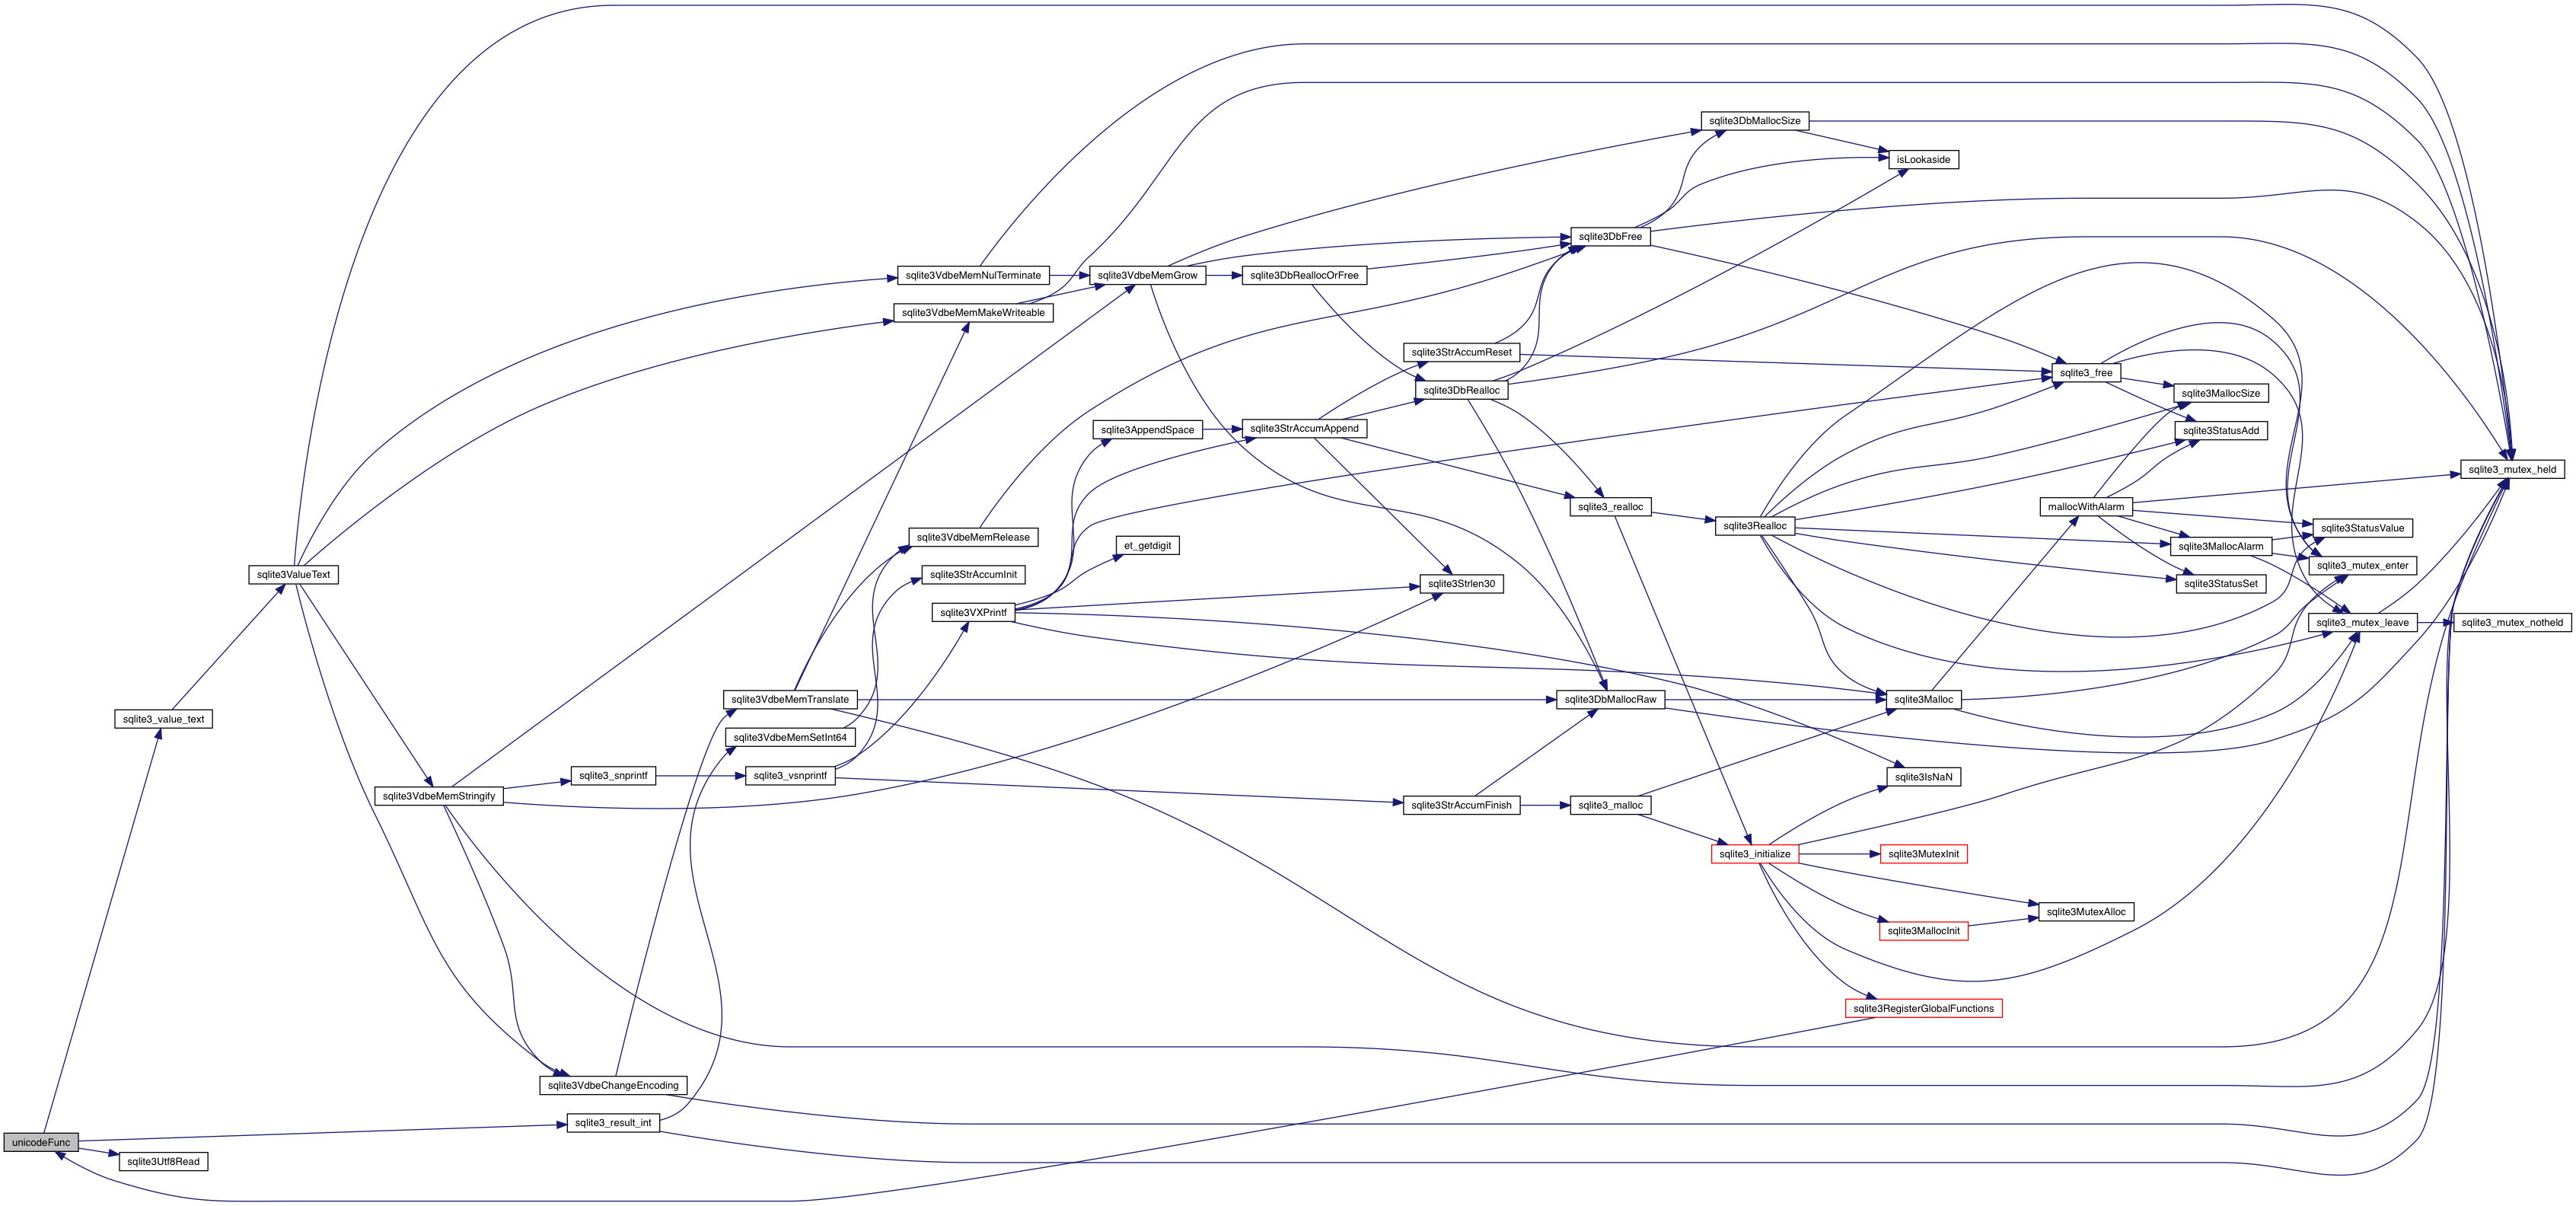 sqlite3DbMallocSize
isLookaside
sqlite3DbFree
sqlite3VdbeMemNulTerminate
sqlite3VdbeMemGrow
sqlite3DbReallocOrFree
sqlite3VdbeMemMakeWriteable
sqlite3StrAccumReset
sqlite3_free
sqlite3DbRealloc
sqlite3MallocSize
sqlite3AppendSpace
sqlite3StrAccumAppend
sqlite3StatusAdd
sqlite3_mutex_held
sqlite3_realloc
mallocWithAlarm
sqlite3Realloc
sqlite3StatusValue
sqlite3VdbeMemRelease
et_getdigit
sqlite3MallocAlarm
sqlite3_mutex_enter
sqlite3ValueText
sqlite3StrAccumInit
sqlite3Strlen30
sqlite3StatusSet
sqlite3VXPrintf
sqlite3_mutex_leave
sqlite3_mutex_notheld
sqlite3VdbeMemTranslate
sqlite3DbMallocRaw
sqlite3Malloc
sqlite3_value_text
sqlite3VdbeMemSetInt64
sqlite3_snprintf
sqlite3_vsnprintf
sqlite3IsNaN
sqlite3VdbeMemStringify
sqlite3StrAccumFinish
sqlite3_malloc
sqlite3_initialize
sqlite3MutexInit
sqlite3MutexAlloc
sqlite3MallocInit
sqlite3RegisterGlobalFunctions
sqlite3VdbeChangeEncoding
sqlite3_result_int
unicodeFunc
sqlite3Utf8Read